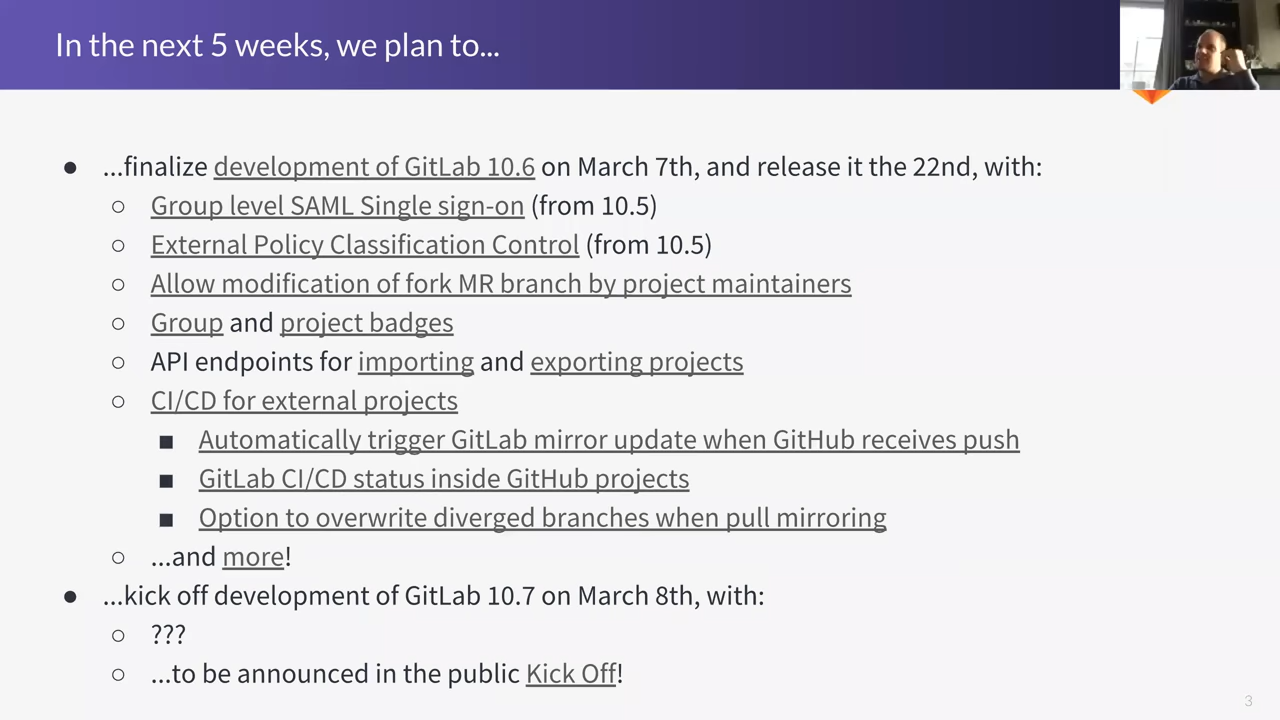 In the next 5 weeks, we plan to...
● ...finalize development of GitLab 10.6 on March 7th, and release it the 22nd, with:
○ Group level SAML Single sign-on (from 10.5)
○ External Policy Classification Control (from 10.5)
○ Allow modification of fork MR branch by project maintainers
○ Group and project badges
○ API endpoints for importing and exporting projects
○ CI/CD for external projects
■ Automatically trigger GitLab mirror update when GitHub receives push
■ GitLab CI/CD status inside GitHub projects
■ Option to overwrite diverged branches when pull mirroring
○ ...and more!
● ...kick off development of GitLab 10.7 on March 8th, with:
○ ???
○ ...to be announced in the public Kick Off!
3